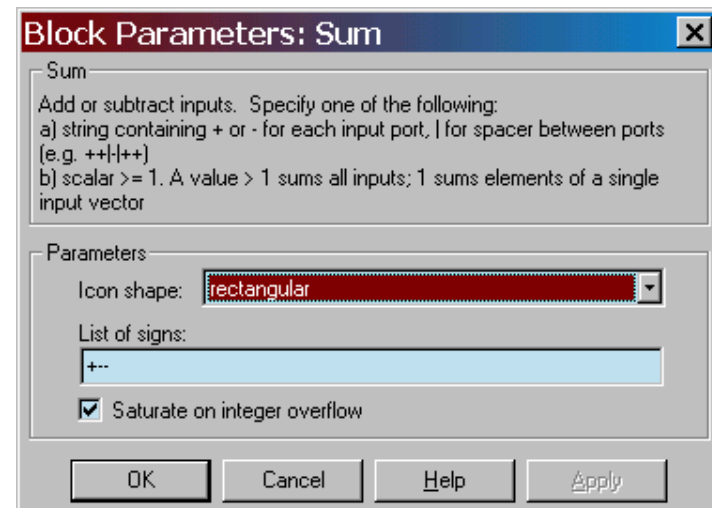 Block Parameters: Sum
Sum
Add or subtract inputs. Specify one of the following:
a) string containing + or - for each input port, | for spacer between ports
(e.g. ++|-|++)
b) scalar >= 1. A value > 1 sums all inputs; 1 sums elements of a single
input vector
Parameters
Icon shape: rectangular
List of signs:
+--
Saturate on integer overflow
OK Cancel Help Apply